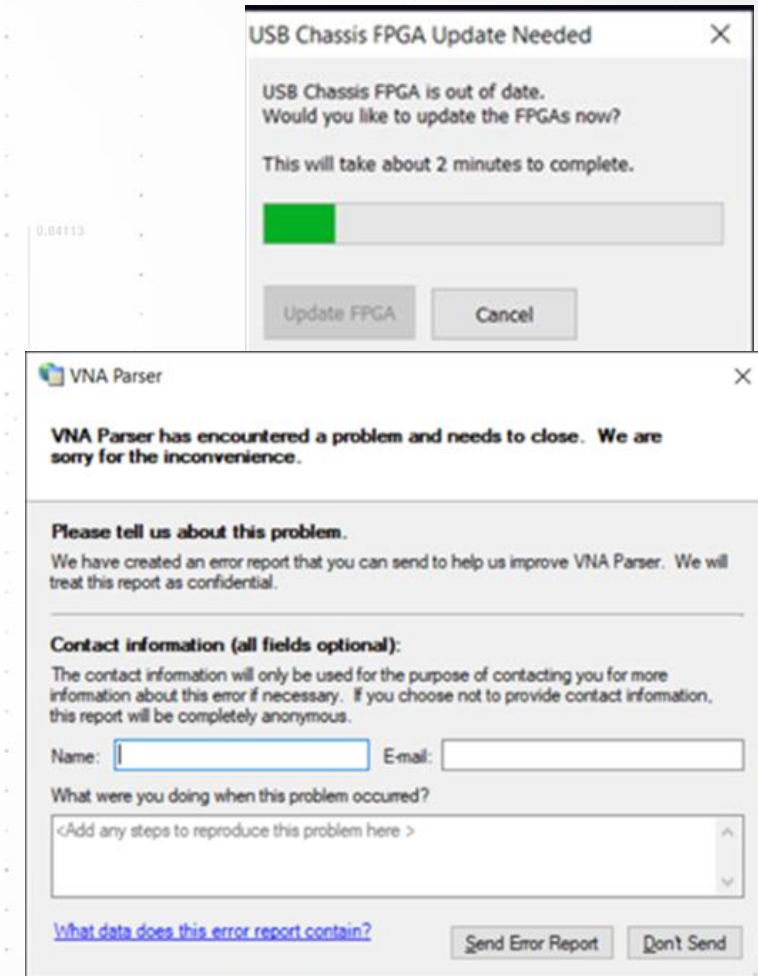 USB Chassis FPGA Update Needed
USB Chassis FPGA is out of date.
Would you like to update the FPGAs now?
This will take about 2 minutes to complete.
0.84113
Update FPGA
Cancel
VNA Parser
VNA Parser has encountered a problem and needs to close. We are
sorry for the inconvenience.
Please tell us about this problem.
We have created an error report that you can send to help us improve VNA Parser. We will
treat this report as confidential.
Contact information (all fields optional):
The contact information will only be used for the purpose of contacting you for more
information about this error if necessary. If you choose not to provide contact information,
this report will be completely anonymous.
Name:
E-mail:
What were you doing when this problem occurred?
<Add any steps to reproduce this problem here >
What data does this error report contain?
Send Error Report
Don't Send